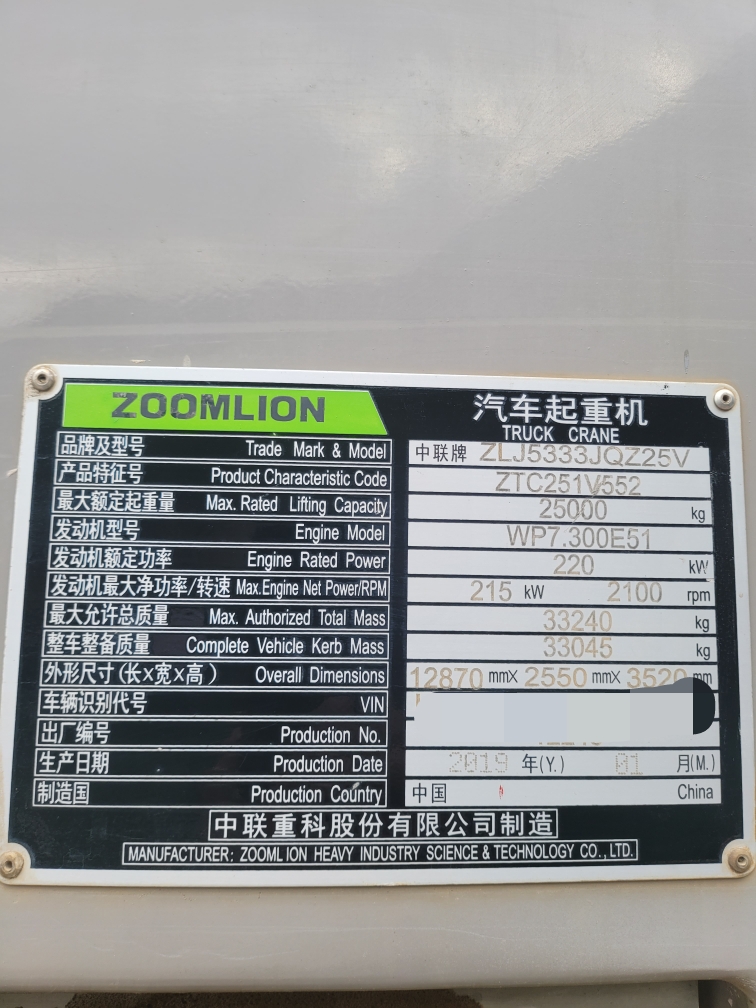 ZOOMLION 汽车起重机
TRUCK CRANE
品牌及型号 Trade Mark & Model 中联牌 ZLJ5333JQZ25V
产品特征号 Product Characteristic Code ZTC251V552
最大额定起重量 Max. Rated Lifting Capacity 25000 kg
发动机型号 Engine Model WP7.300E51
发动机额定功率 Engine Rated Power 220 kW
发动机最大净功率/转速 Max.Engine Net Power/RPM 215 kW 2100 rpm
最大允许总质量 Max. Authorized Total Mass 33240 kg
整车整备质量 Complete Vehicle Kerb Mass 33045 kg
外形尺寸(长×宽×高) Overall Dimensions 12870 mm× 2550 mm× 3520 mm
车辆识别代号 VIN
出厂编号 Production No.
生产日期 Production Date 2019 年(Y.) 01 月(M.)
制造国 Production Country 中国 China
中联重科股份有限公司制造
MANUFACTURER: ZOOMLION HEAVY INDUSTRY SCIENCE & TECHNOLOGY CO., LTD.